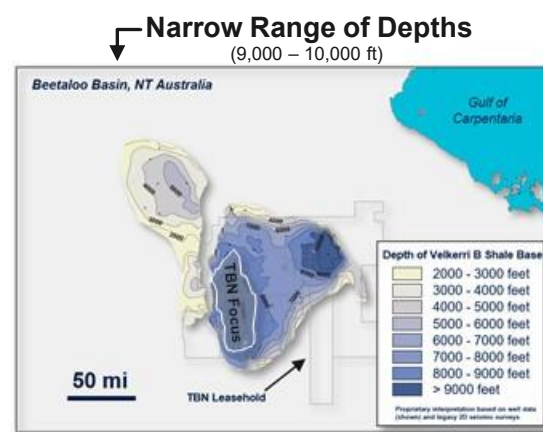 Narrow Range of Depths
(9,000 – 10,000 ft)
Beetaloo Basin, NT Australia
Gulf of
Carpentaria
TBN Focus
Depth of Velkerri B Shale Base
2000 - 3000 feet
3000 - 4000 feet
4000 - 5000 feet
5000 - 6000 feet
6000 - 7000 feet
7000 - 8000 feet
8000 - 9000 feet
> 9000 feet
50 mi
TBN Leasehold
Proprietary interpretation based on well data
(shown) and legacy 2D seismic surveys